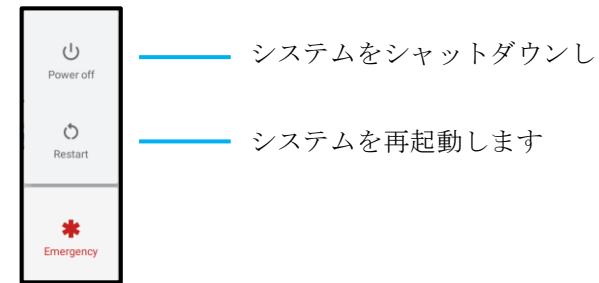 Power off
システムをシャットダウンし
Restart
システムを再起動します
Emergency